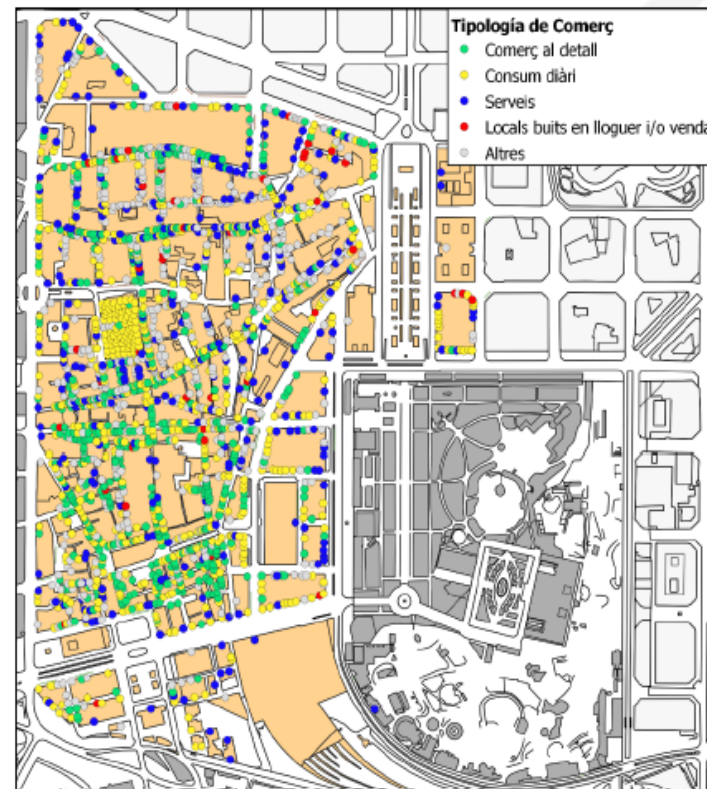 Tipología de Comerç
Comerç al detall
Consum diàri
Serveis
Locals buits en lloguer i/o venda
Altres